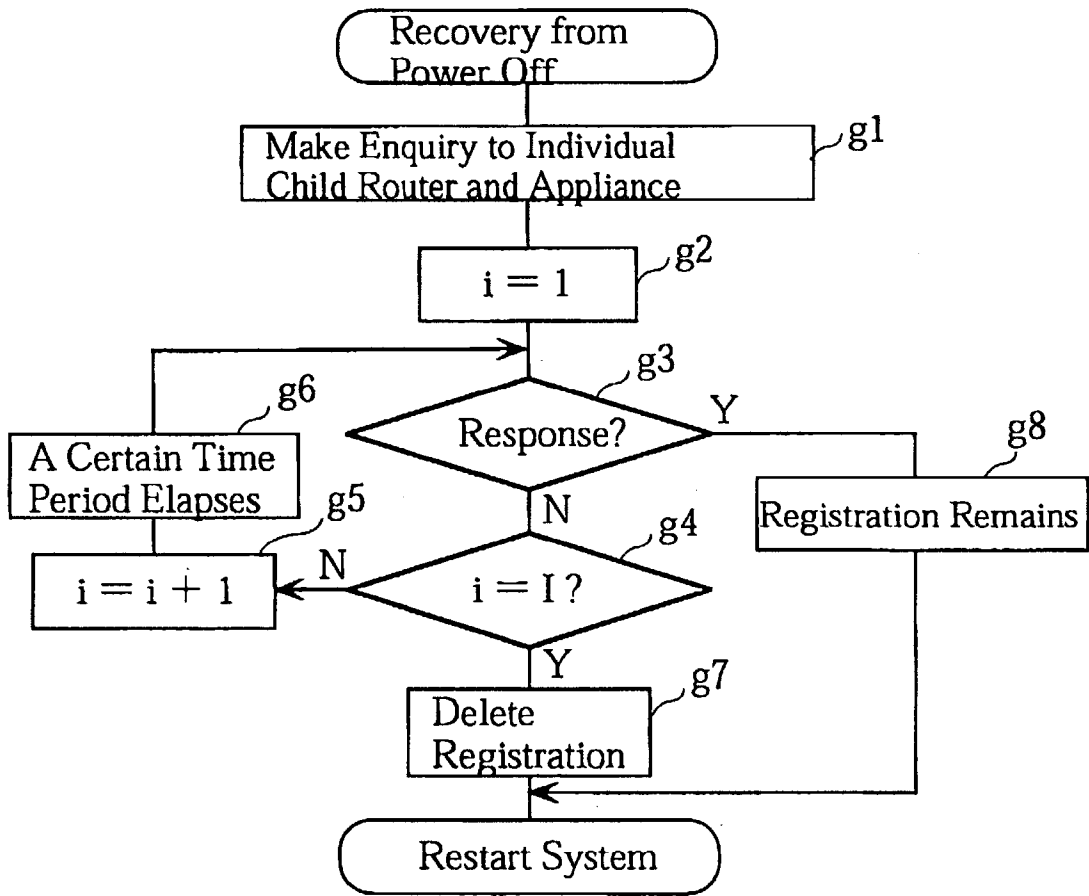 Recovery from
Power Off
g1
Make Enquiry to Individual
Child Router and Appliance
g2
i = 1
g3
g6
Response?
Y
g8
A Certain Time
Period Elapses
N
Registration Remains
g5
g4
i = i + 1
N
i = I ?
Y
g7
Delete
Registration
Restart System